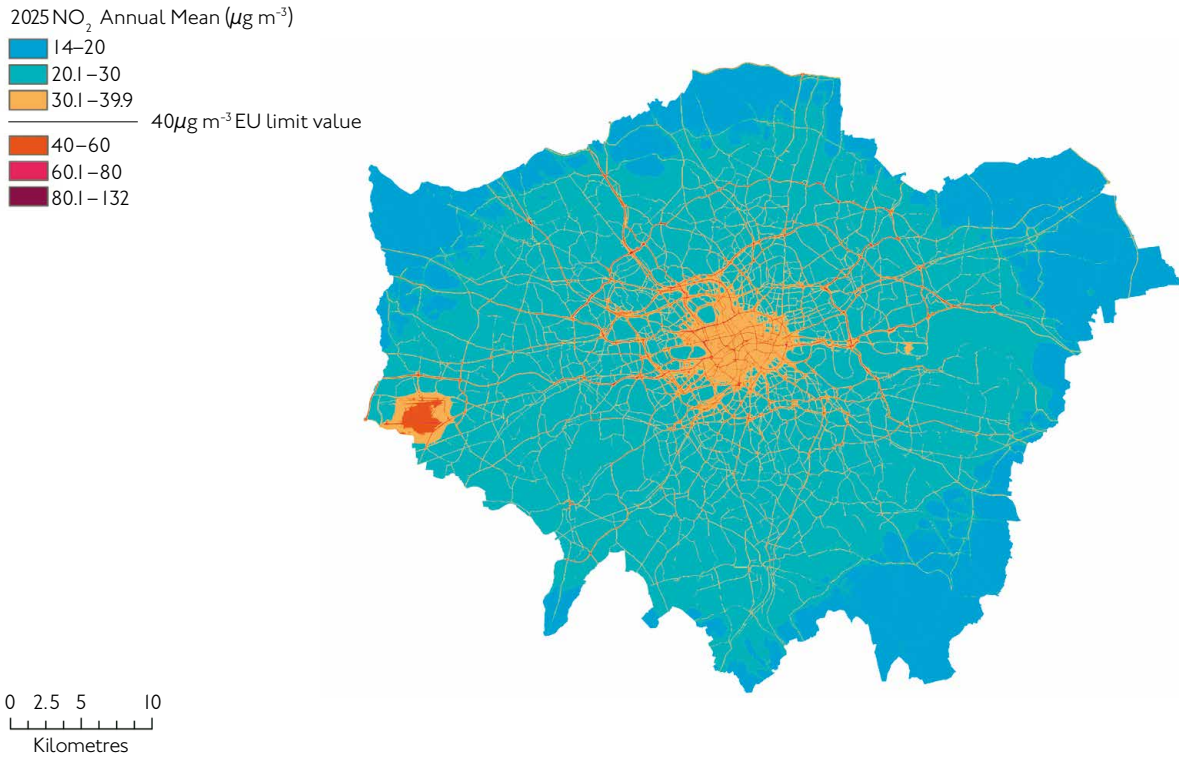 2025 NO₂ Annual Mean (µg m⁻³)
14–20
20.1–30
30.1–39.9
40µg m⁻³ EU limit value
40–60
60.1–80
80.1–132
0 2.5 5 10
Kilometres